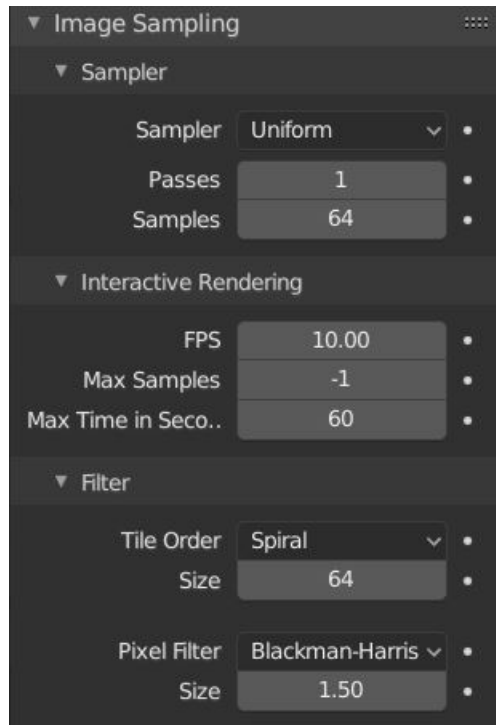 Image Sampling
Sampler
Sampler Uniform
Passes 1
Samples 64
Interactive Rendering
FPS 10.00
Max Samples -1
Max Time in Seco.. 60
Filter
Tile Order Spiral
Size 64
Pixel Filter Blackman-Harris
Size 1.50